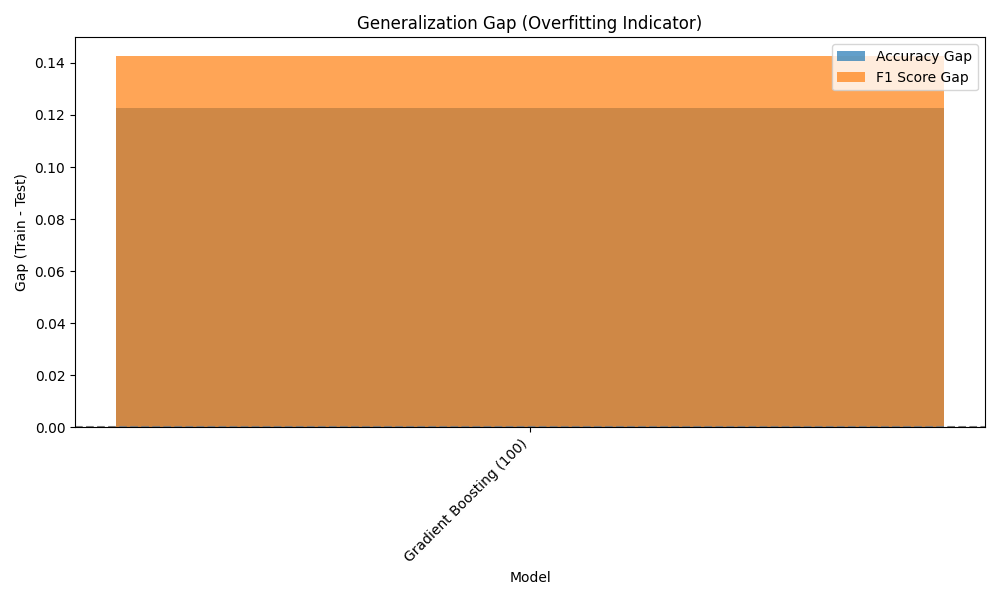 Generalization Gap (Overfitting Indicator)
Accuracy Gap
F1 Score Gap
Gap (Train - Test)
0.14
0.12
0.10
0.08
0.06
0.04
0.02
0.00
Gradient Boosting (100)
Model